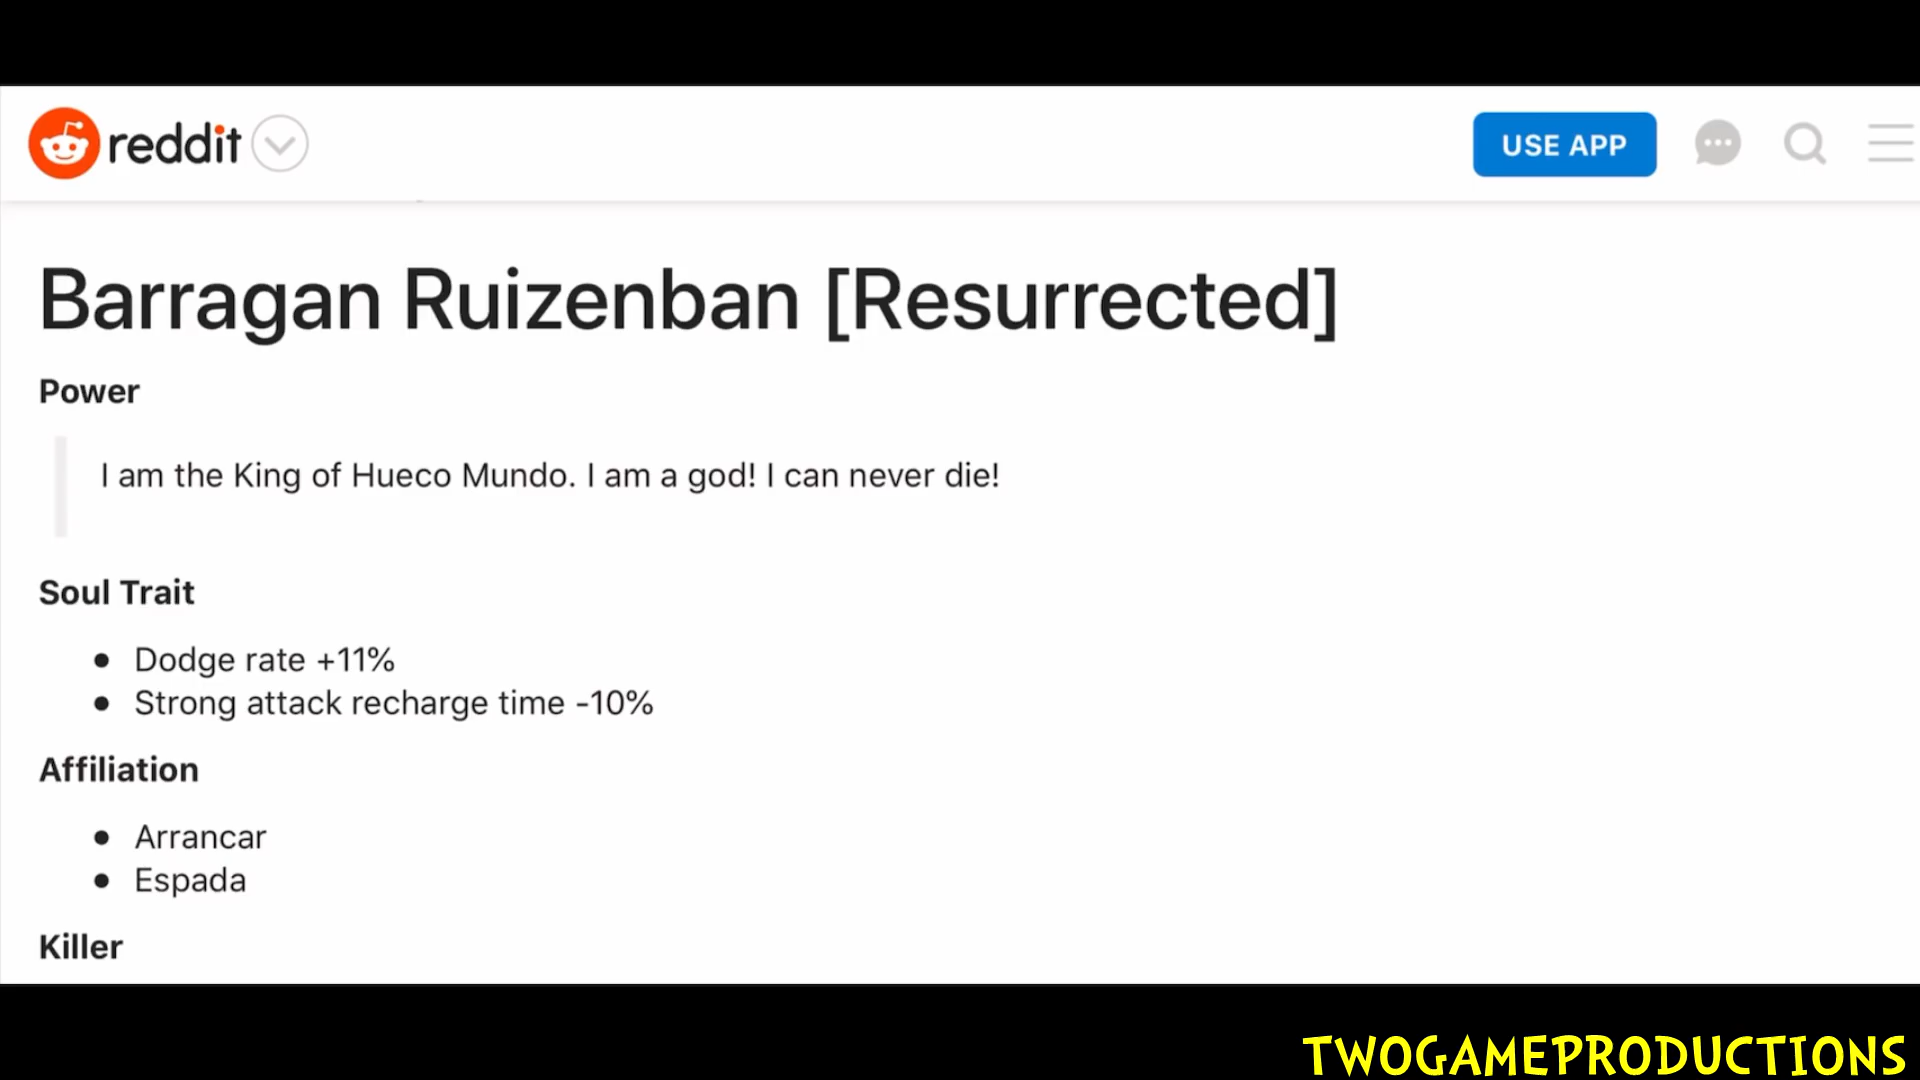 reddit
USE APP
Barragan Ruizenban [Resurrected]
Power
I am the King of Hueco Mundo. I am a god! I can never die!
Soul Trait
Dodge rate +11%
Strong attack recharge time -10%
Affiliation
Arrancar
Espada
Killer
TWOGAMEPRODUCTIONS